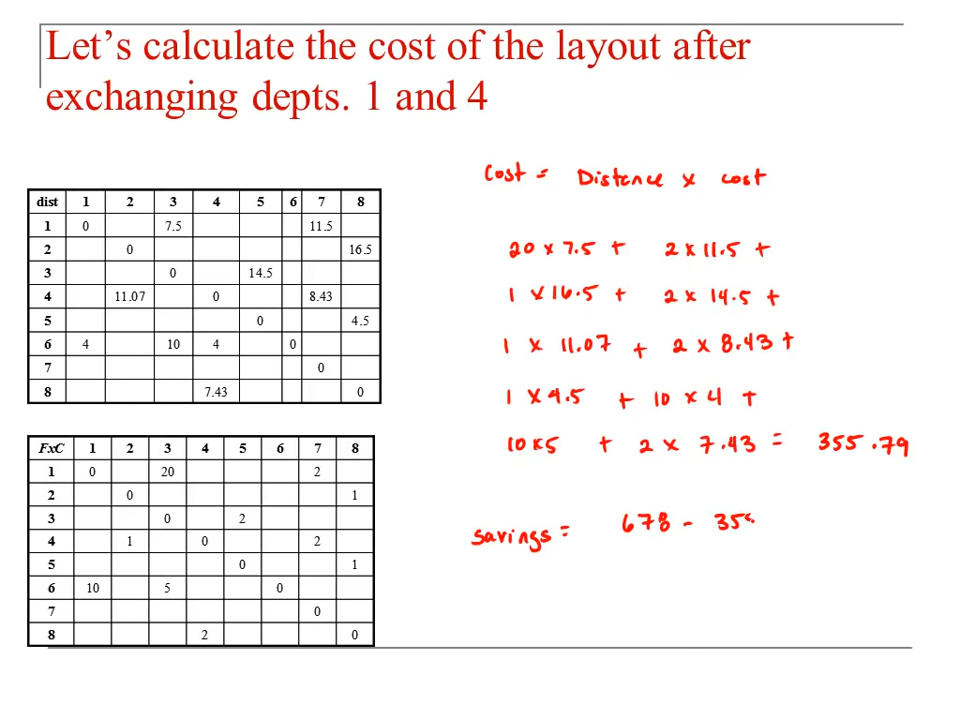 Let's calculate the cost of the layout after
exchanging depts. 1 and 4
Cost = Distance x cost
dist 1 2 3 4 5 6 7 8
1 0 7.5 11.5
2 0 16.5
3 0 14.5
4 11.07 0 8.43
5 0 4.5
6 4 10 4 0
7 0
8 7.43 0
20 x 7.5 + 2 x 11.5 +
1 x 16.5 + 2 x 14.5 +
1 x 11.07 + 2 x 8.43 +
1 x 4.5 + 10 x 4 +
10 x 5 + 2 x 7.43 = 355.79
FxC 1 2 3 4 5 6 7 8
1 0 20 2
2 0 1
3 0 2
4 1 0 2
5 0 1
6 10 5 0
7 0
8 2 0
savings = 678 -